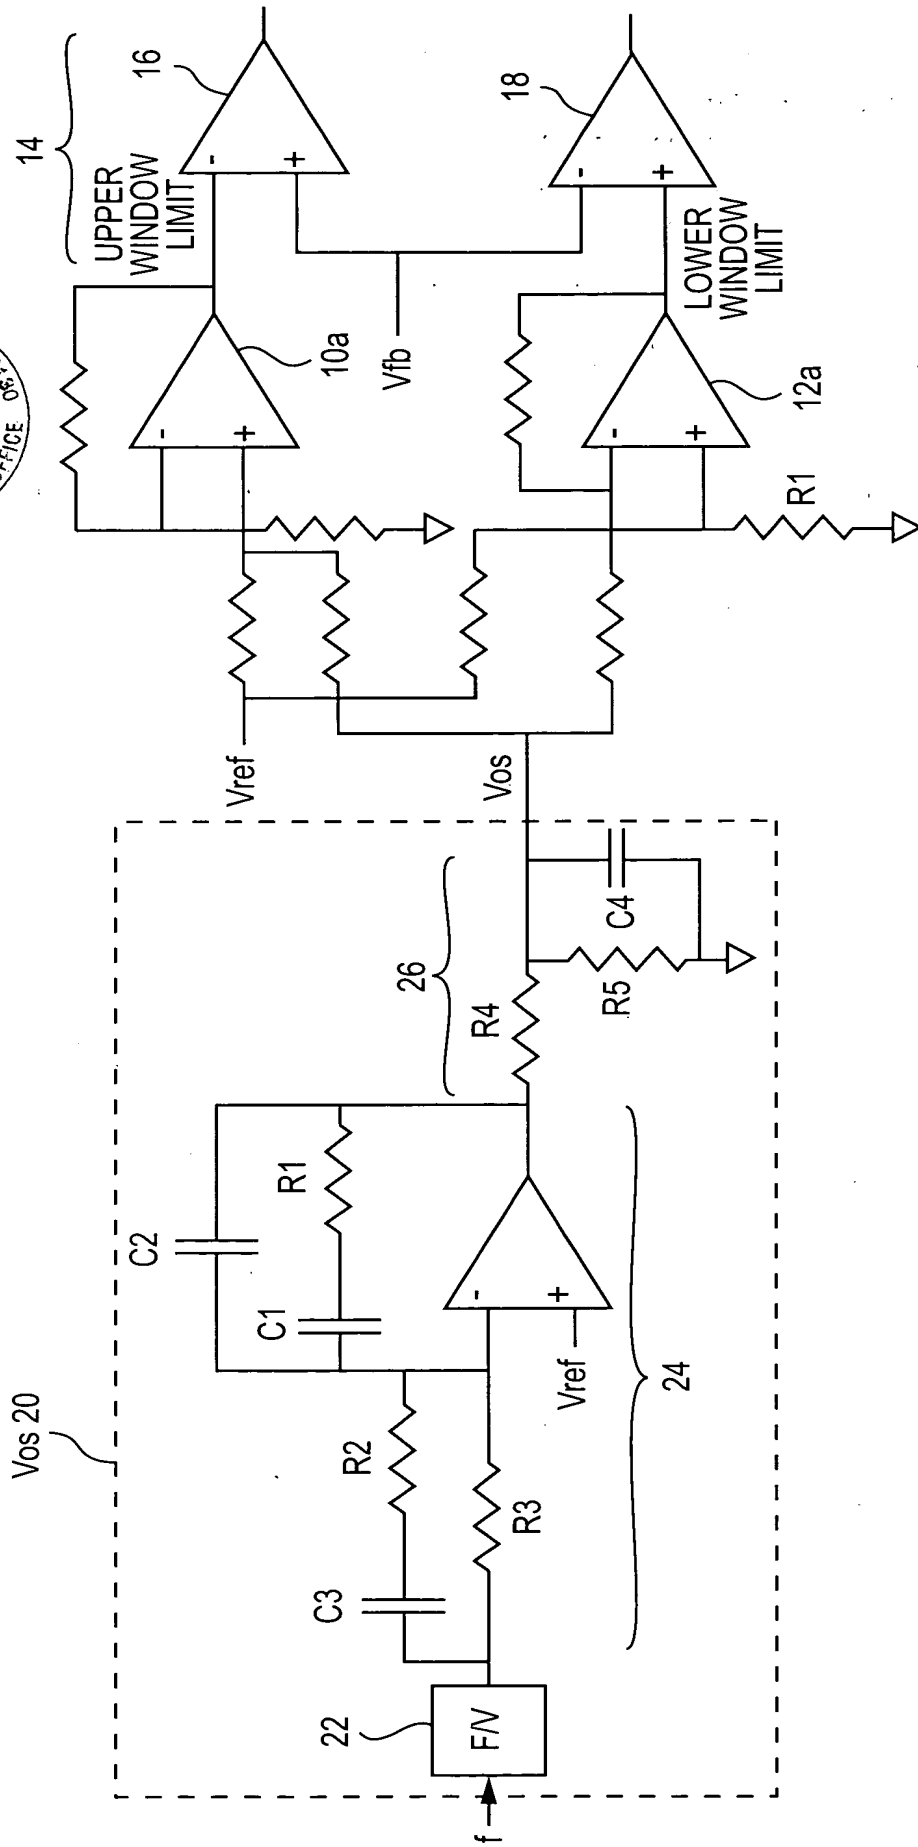 14
16
18
UPPER
WINDOW
LIMIT
-
+
-
+
10a
Vfb
LOWER
WINDOW
LIMIT
12a
-
+
-
+
R1
Vref
Vos
26
R4
C4
R5
C2
R1
C1
-
+
Vref
24
Vos 20
R2
R3
C3
22
F/V
f
OFFICE